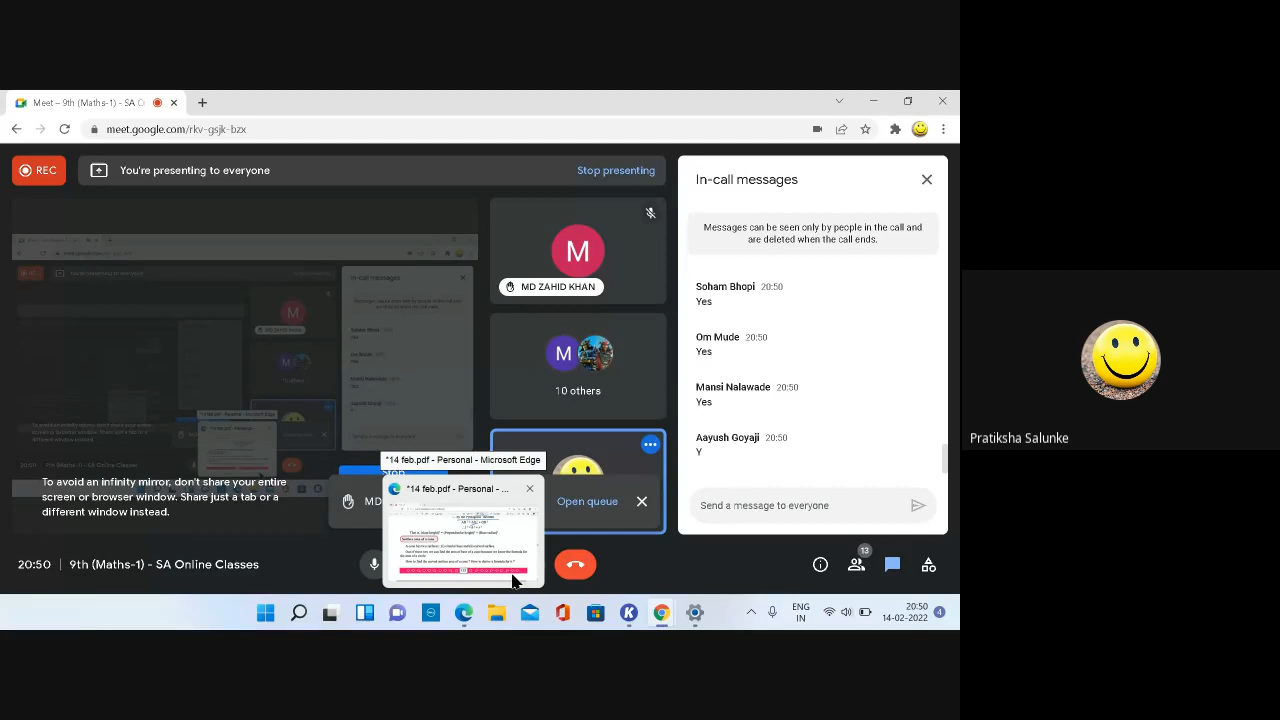 Meet – 9th (Maths-1) - SA O
meet.google.com/rkv-gsjk-bzx
REC
You're presenting to everyone
Stop presenting
In-call messages
Messages can be seen only by people in the call and
are deleted when the call ends.
M
MD ZAHID KHAN
M
10 others
Soham Bhopi 20:50
Yes
Om Mude 20:50
Yes
Mansi Nalawade 20:50
Yes
Aayush Goyaji 20:50
Y
Send a message to everyone
*14 feb.pdf - Personal - Microsoft Edge
*14 feb.pdf - Personal - ...
Surface area of a cone
MD
Open queue
To avoid an infinity mirror, don't share your entire
screen or browser window. Share just a tab or a
different window instead.
20:50
9th (Maths-1) - SA Online Classes
13
ENG
IN
20:50
14-02-2022
4
Pratiksha Salunke